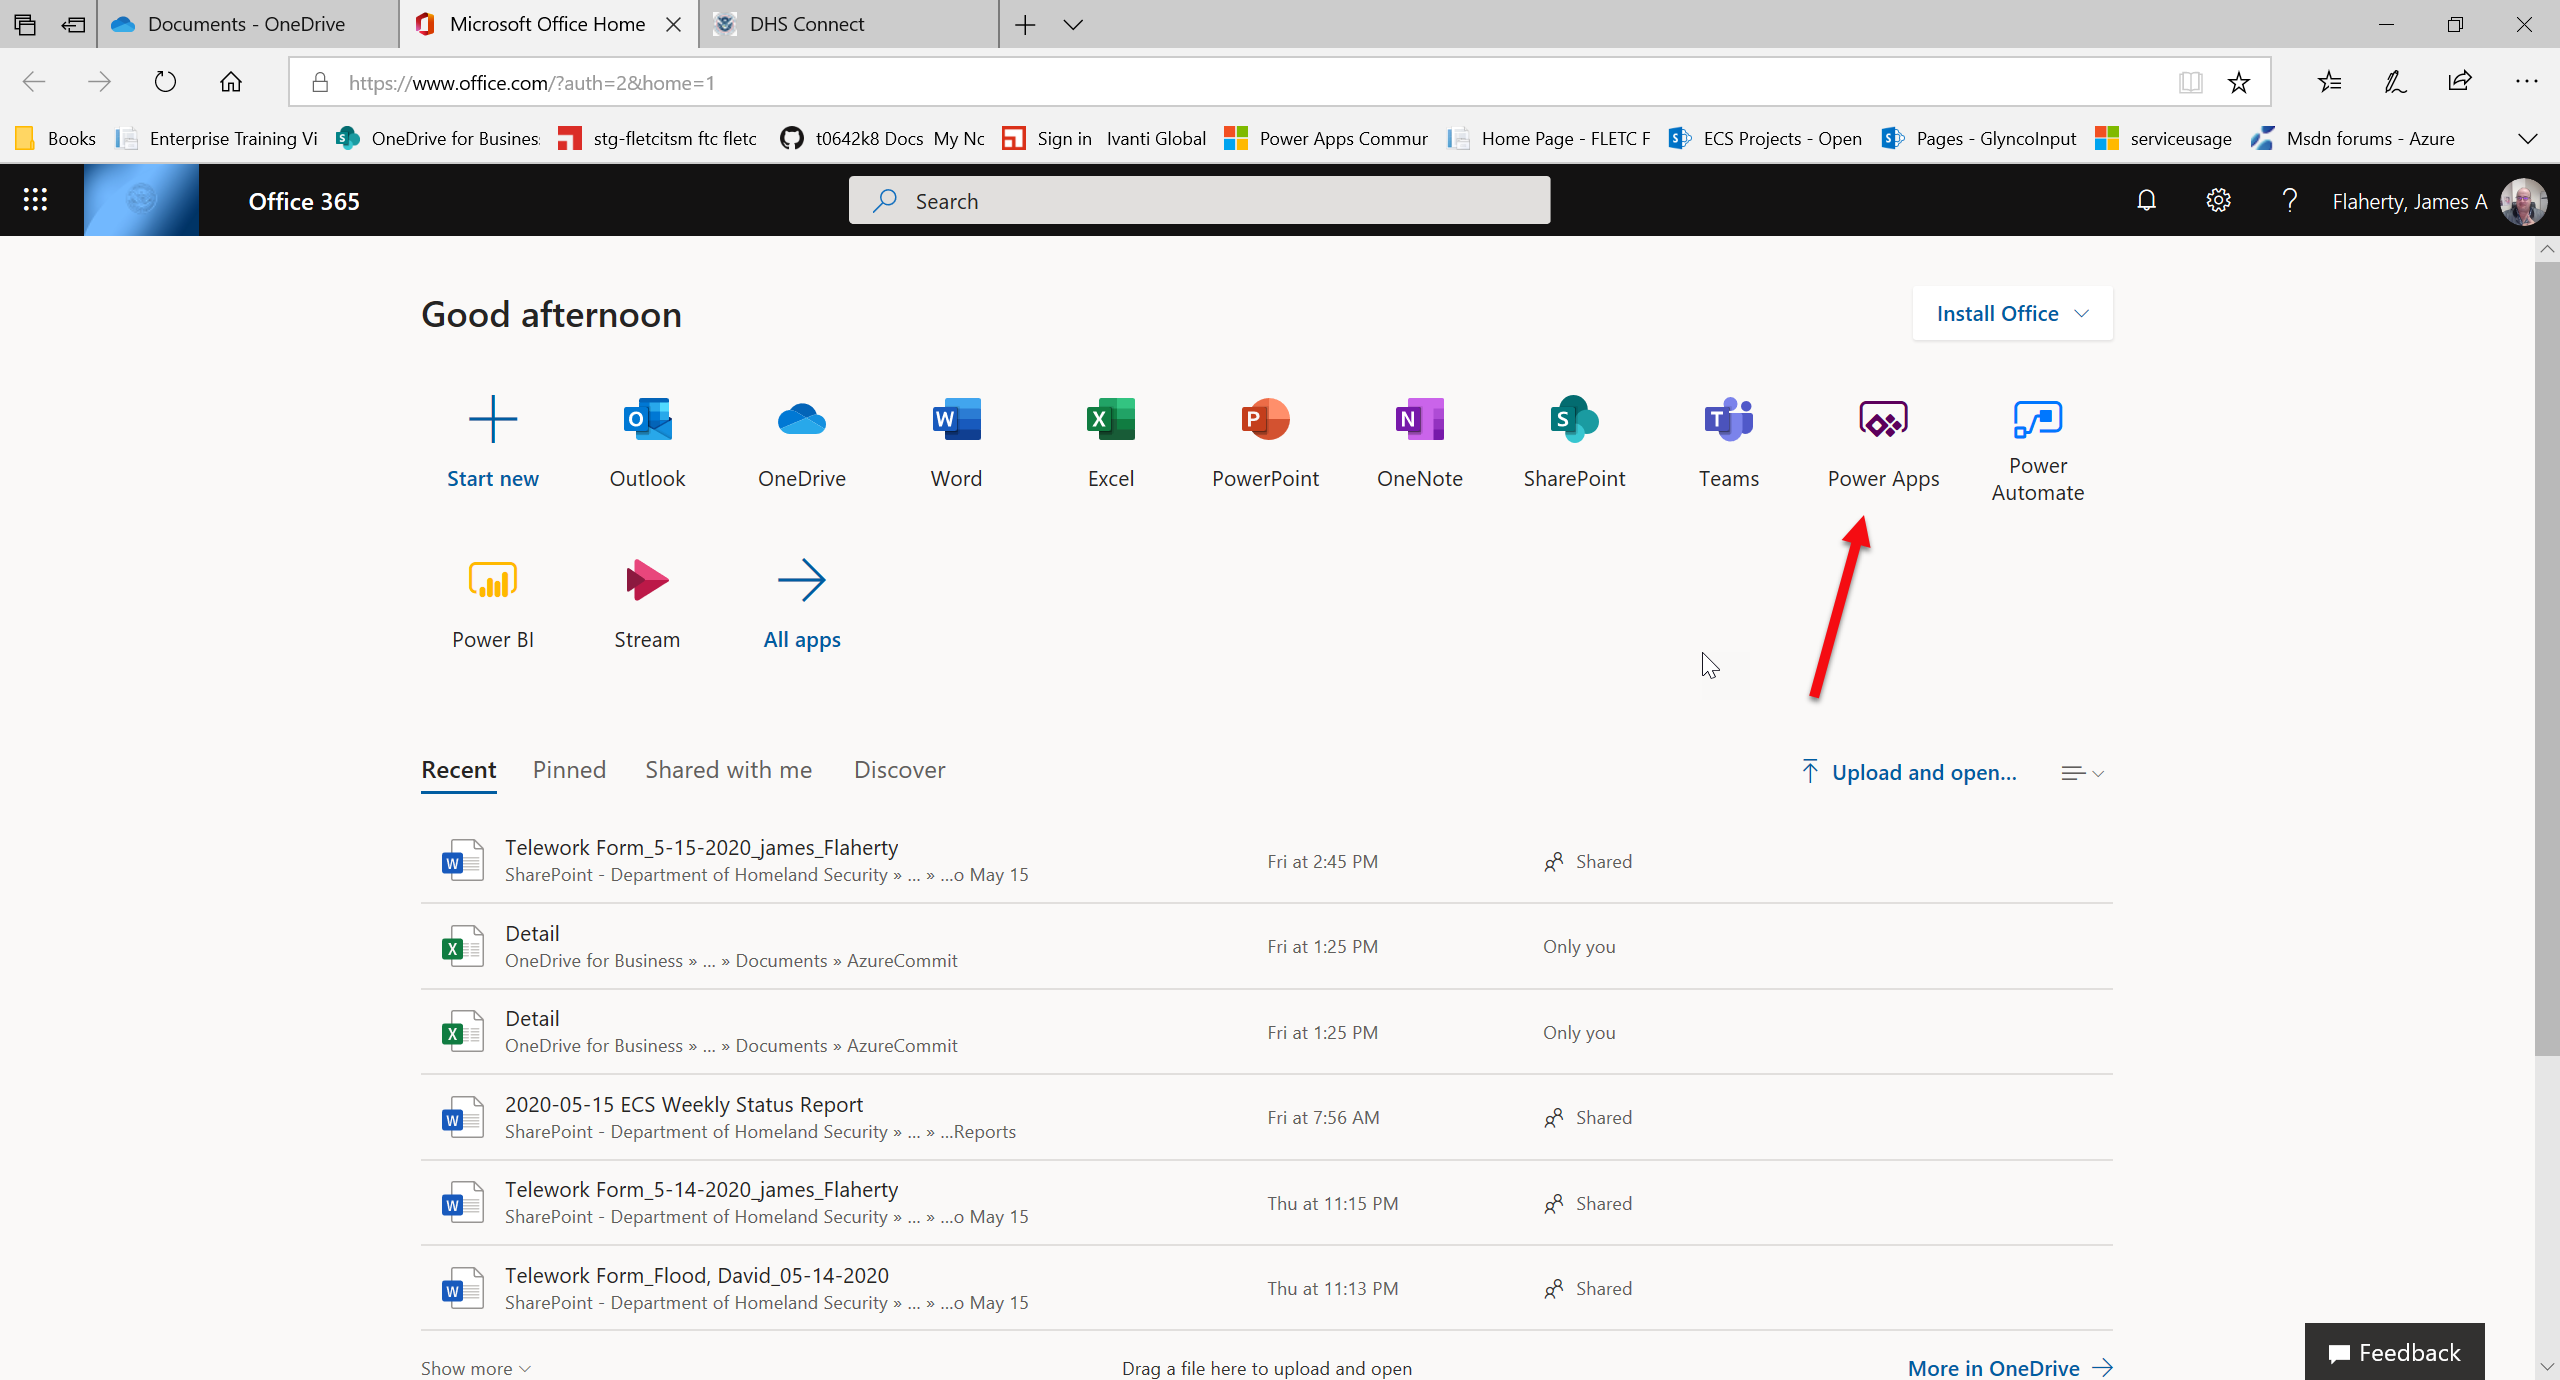 Documents - OneDrive
Microsoft Office Home
DHS Connect
https://www.office.com/?auth=2&home=1
Books
Enterprise Training Vi
OneDrive for Busines
stg-fletcitsm ftc fletc
t0642k8 Docs My Nc
Sign in Ivanti Global
Power Apps Commur
Home Page - FLETC F
ECS Projects - Open
Pages - GlyncoInput
serviceusage
Msdn forums - Azure
Office 365
Search
?
Flaherty, James A
Good afternoon
Install Office
Start new
Outlook
OneDrive
Word
Excel
PowerPoint
OneNote
SharePoint
Teams
Power Apps
Power
Automate
Power BI
Stream
All apps
Recent
Pinned
Shared with me
Discover
Upload and open...
Telework Form_5-15-2020_james_Flaherty
SharePoint - Department of Homeland Security » ... » ...o May 15
Fri at 2:45 PM
Shared
Detail
OneDrive for Business » ... » Documents » AzureCommit
Fri at 1:25 PM
Only you
Detail
OneDrive for Business » ... » Documents » AzureCommit
Fri at 1:25 PM
Only you
2020-05-15 ECS Weekly Status Report
SharePoint - Department of Homeland Security » ... » ...Reports
Fri at 7:56 AM
Shared
Telework Form_5-14-2020_james_Flaherty
SharePoint - Department of Homeland Security » ... » ...o May 15
Thu at 11:15 PM
Shared
Telework Form_Flood, David_05-14-2020
SharePoint - Department of Homeland Security » ... » ...o May 15
Thu at 11:13 PM
Shared
Show more
Drag a file here to upload and open
More in OneDrive
Feedback